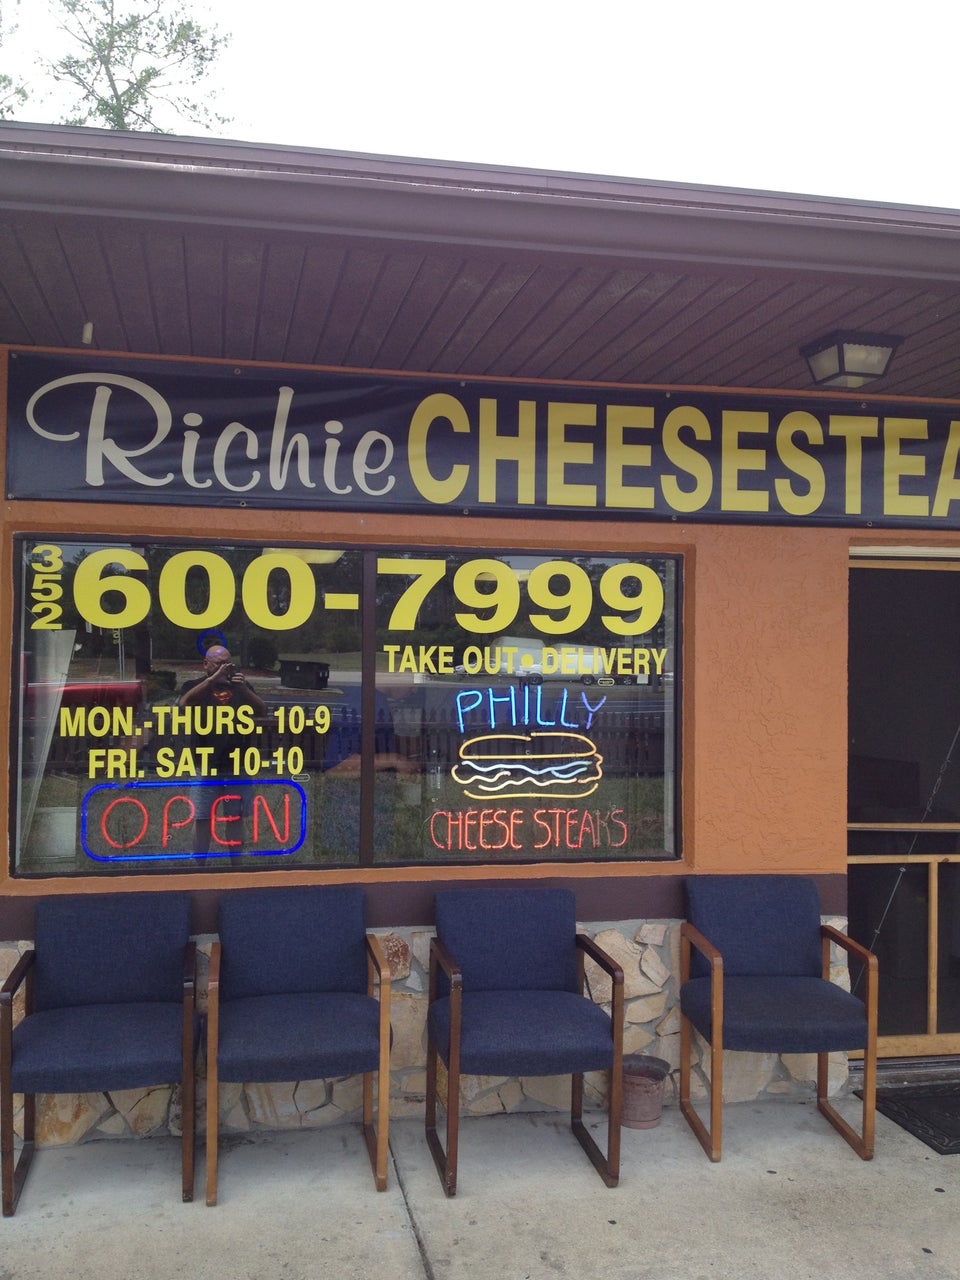 Richie CHEESESTEA
352 600-7999
TAKE OUT • DELIVERY
MON.-THURS. 10-9
FRI. SAT. 10-10
OPEN
PHILLY
CHEESE STEAKS